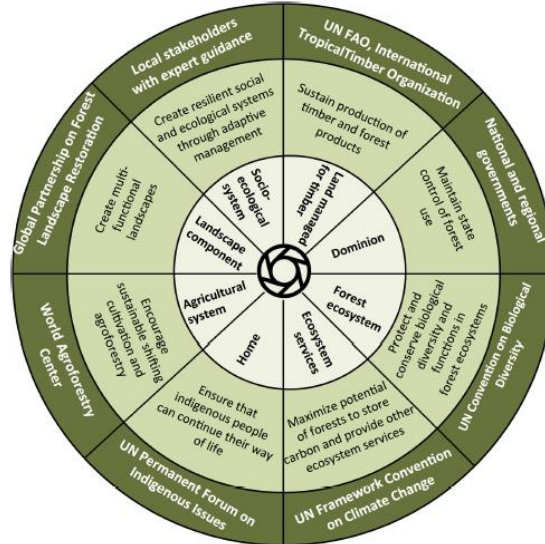 Local stakeholders
with expert guidance
UN FAO, International
TropicalTimber Organization
National and regional
governments
UN Convention on Biological
Diversity
UN Framework Convention
on Climate Change
UN Permanent Forum on
Indigenous Issues
World Agroforestry
Center
Global Partnership on Forest
Landscape Restoration
Create resilient social
and ecological systems
through adaptive
management
Sustain production of
timber and forest
products
Maintain state
control of forest
use
Protect and
conserve biological
diversity and
functions in
forest ecosystems
Maximize potential
of forests to store
carbon and provide other
ecosystem services
Ensure that
indigenous people
can continue their way
of life
Encourage
sustainable shifting
cultivation and
agroforestry
Create multi-
functional
landscapes
Socio-
ecological
system
Land managed
for timber
Dominion
Forest
ecosystem
Ecosystem
services
Home
Agricultural
system
Landscape
component